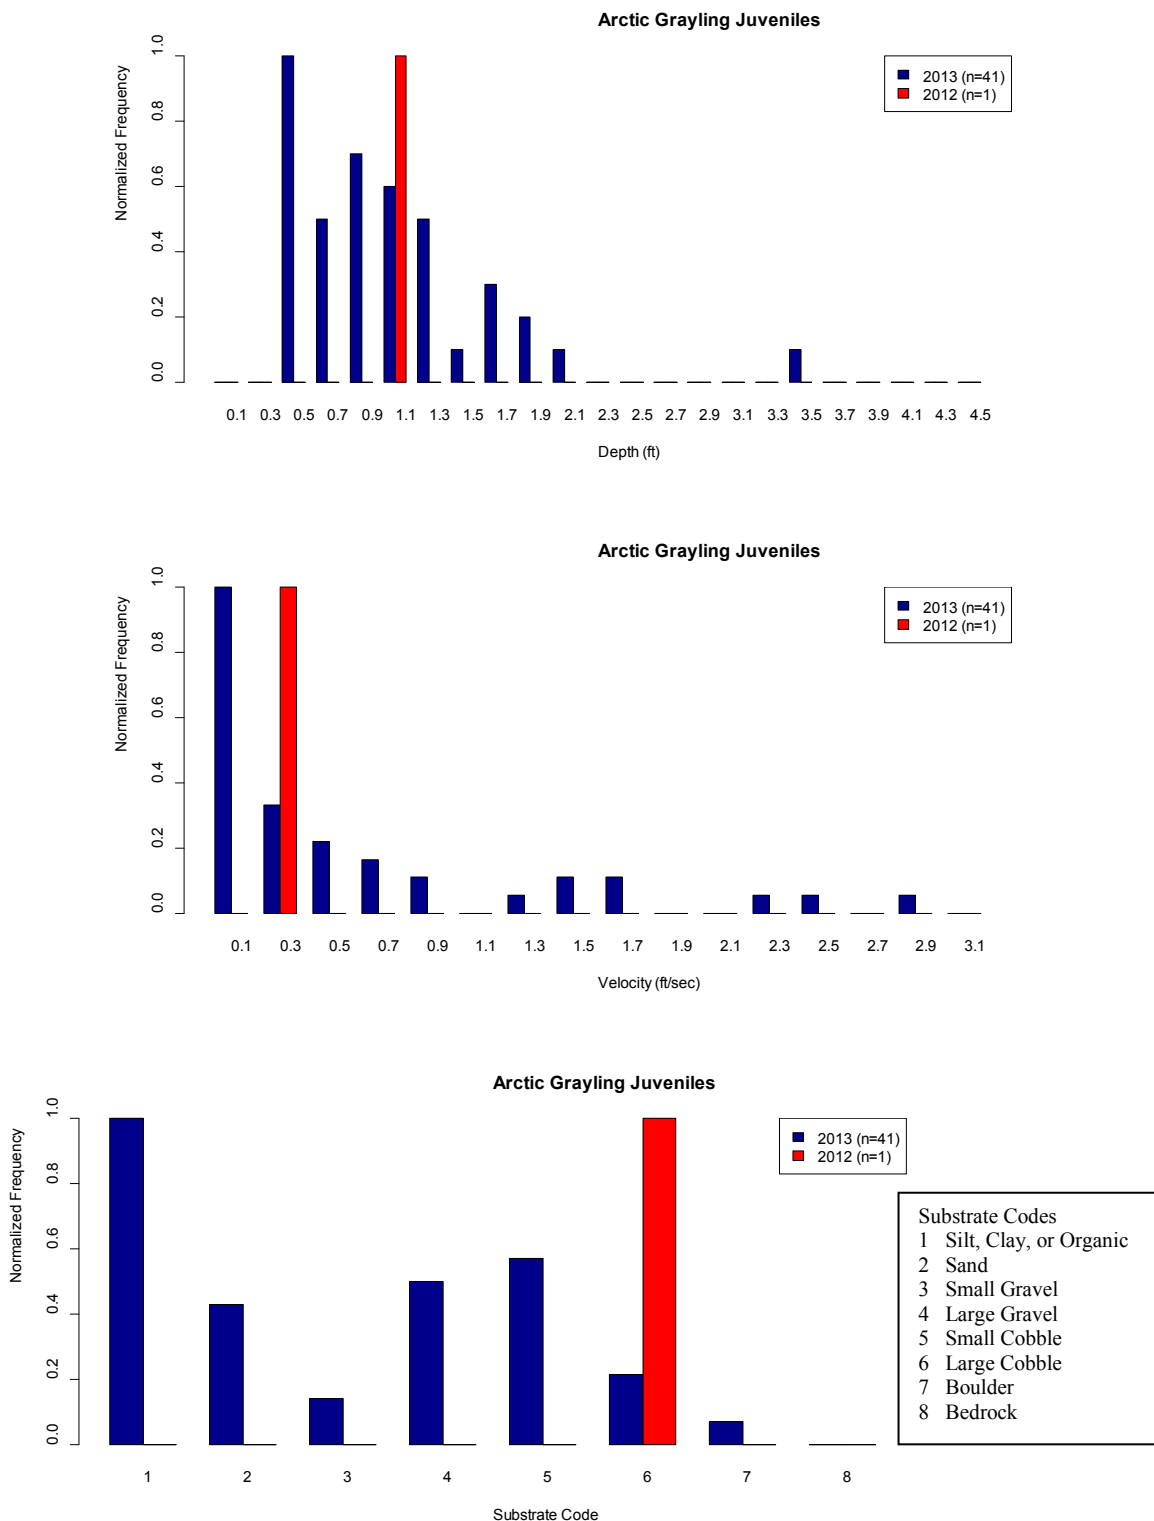 Arctic Grayling Juveniles
Normalized Frequency
1.0
0.8
0.6
0.4
0.2
0.0
2013 (n=41)
2012 (n=1)
0.1 0.3 0.5 0.7 0.9 1.1 1.3 1.5 1.7 1.9 2.1 2.3 2.5 2.7 2.9 3.1 3.3 3.5 3.7 3.9 4.1 4.3 4.5
Depth (ft)
Arctic Grayling Juveniles
Normalized Frequency
1.0
0.8
0.6
0.4
0.2
0.0
2013 (n=41)
2012 (n=1)
0.1 0.3 0.5 0.7 0.9 1.1 1.3 1.5 1.7 1.9 2.1 2.3 2.5 2.7 2.9 3.1
Velocity (ft/sec)
Arctic Grayling Juveniles
Normalized Frequency
1.0
0.8
0.6
0.4
0.2
0.0
2013 (n=41)
2012 (n=1)
1 2 3 4 5 6 7 8
Substrate Code
Substrate Codes
1 Silt, Clay, or Organic
2 Sand
3 Small Gravel
4 Large Gravel
5 Small Cobble
6 Large Cobble
7 Boulder
8 Bedrock